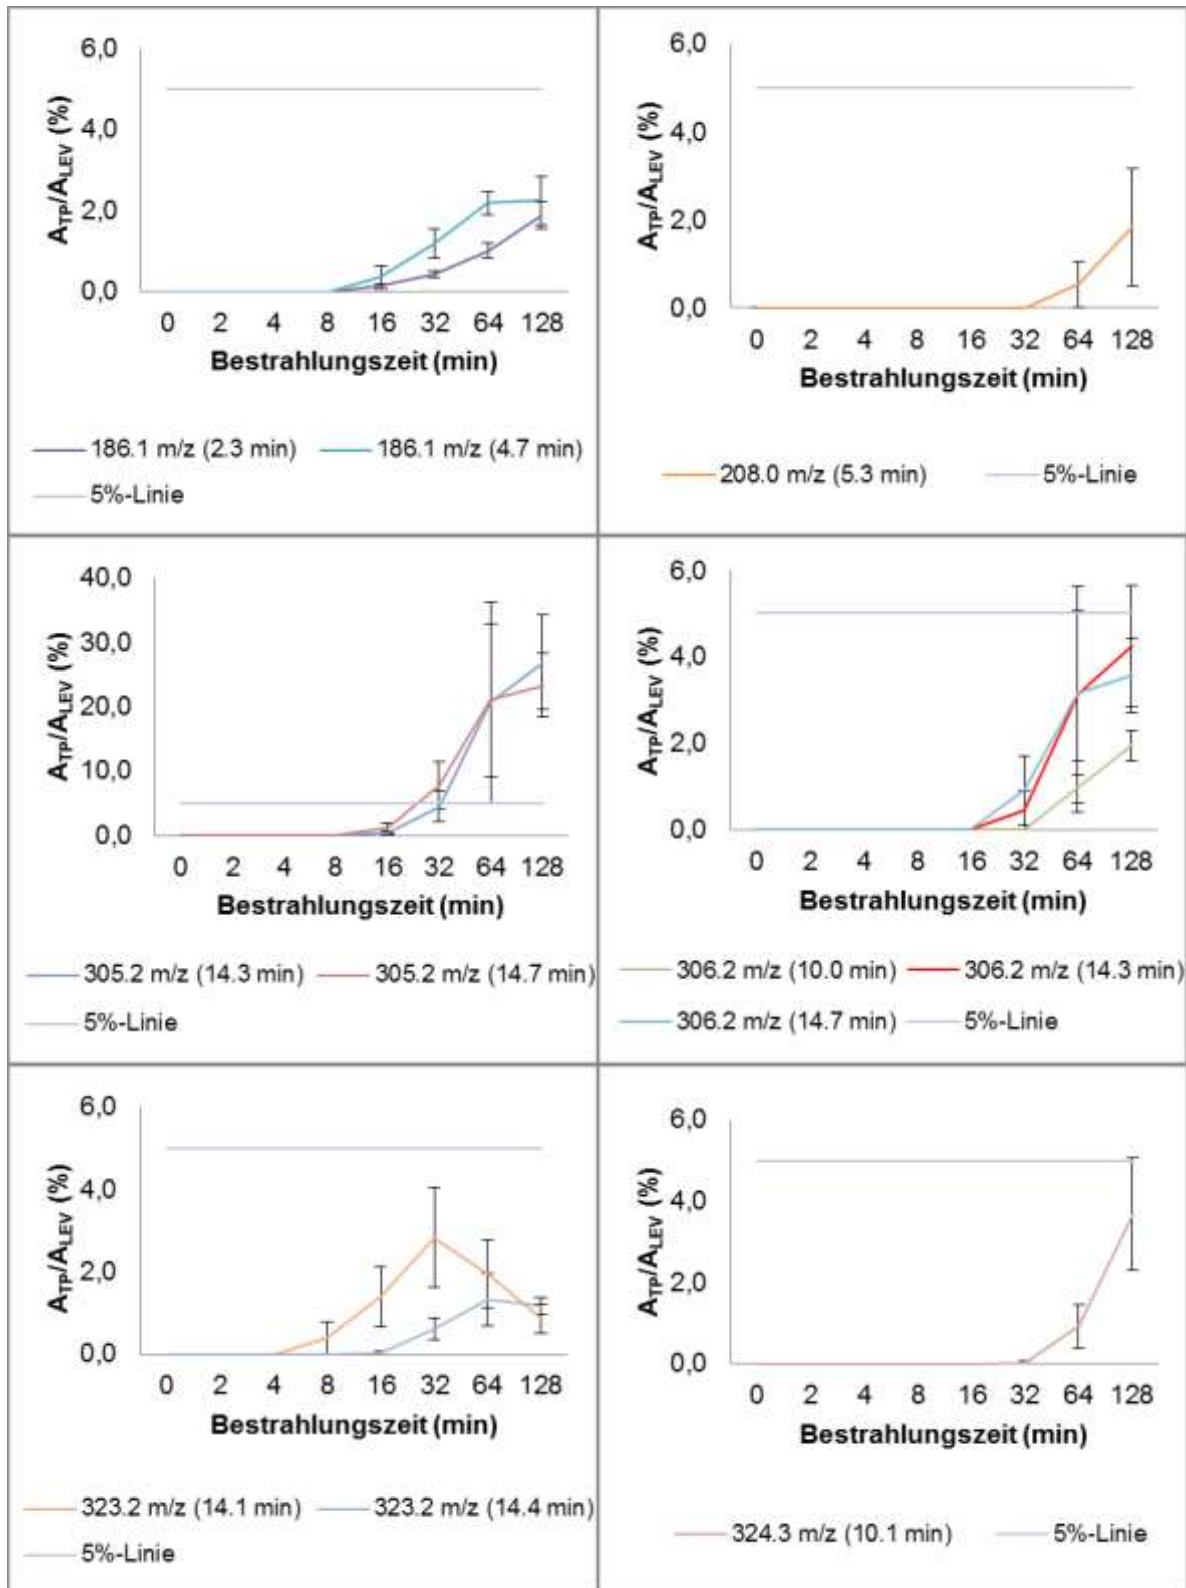 6,0
4,0
2,0
0,0
A_TP/A_LEV (%)
0 2 4 8 16 32 64 128
Bestrahlungszeit (min)
186.1 m/z (2.3 min) 186.1 m/z (4.7 min)
5%-Linie
6,0
4,0
2,0
0,0
A_TP/A_LEV (%)
0 2 4 8 16 32 64 128
Bestrahlungszeit (min)
208.0 m/z (5.3 min) 5%-Linie
40,0
30,0
20,0
10,0
0,0
A_TP/A_LEV (%)
0 2 4 8 16 32 64 128
Bestrahlungszeit (min)
305.2 m/z (14.3 min) 305.2 m/z (14.7 min)
5%-Linie
6,0
4,0
2,0
0,0
A_TP/A_LEV (%)
0 2 4 8 16 32 64 128
Bestrahlungszeit (min)
306.2 m/z (10.0 min) 306.2 m/z (14.3 min)
306.2 m/z (14.7 min) 5%-Linie
6,0
4,0
2,0
0,0
A_TP/A_LEV (%)
0 2 4 8 16 32 64 128
Bestrahlungszeit (min)
323.2 m/z (14.1 min) 323.2 m/z (14.4 min)
5%-Linie
6,0
4,0
2,0
0,0
A_TP/A_LEV (%)
0 2 4 8 16 32 64 128
Bestrahlungszeit (min)
324.3 m/z (10.1 min) 5%-Linie